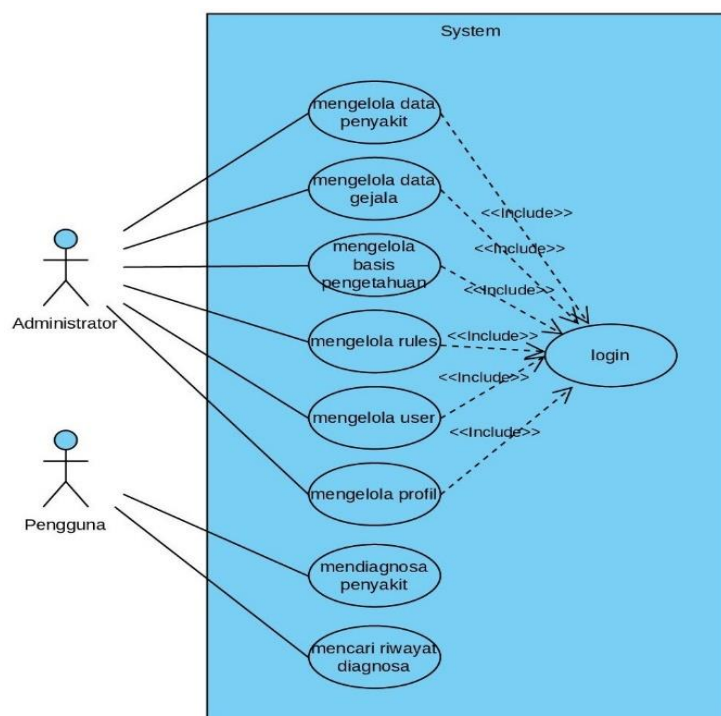 System
mengelola data
penyakit
mengelola data
gejala
<<Include>>
<<Include>>
mengelola
basis
pengetahuan
<<Include>>
Administrator
mengelola rules
<<Include>>
login
<<Include>>
mengelola user
<<Include>>
mengelola profil
Pengguna
mendiagnosa
penyakit
mencari riwayat
diagnosa